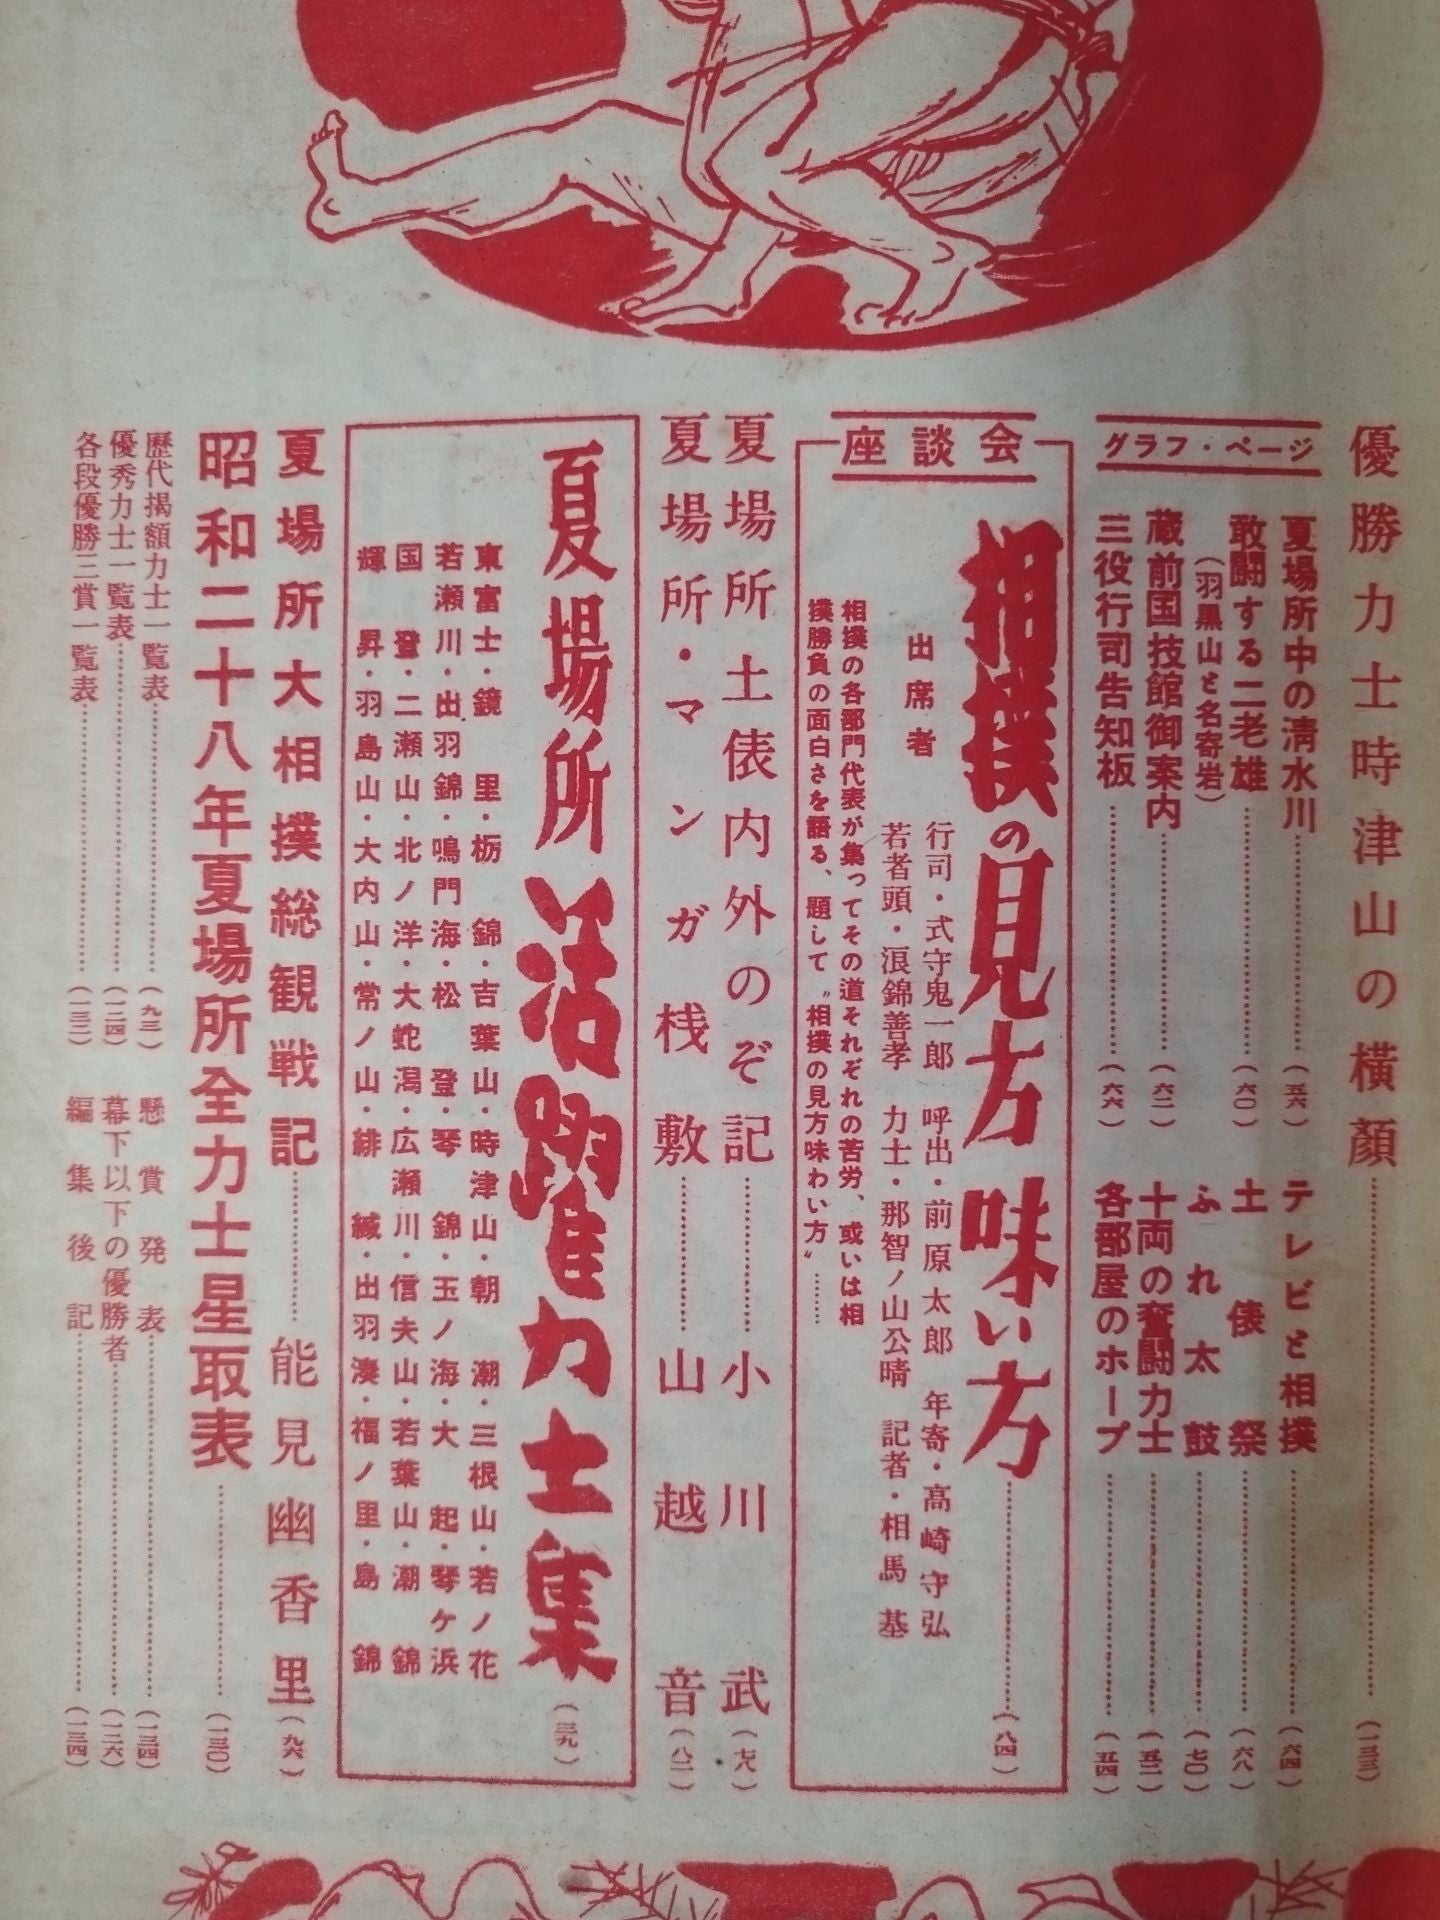 優勝力士時津山の横顔……(一三三)
グラフ・ページ
夏場所中の清水川……(五六)
敢闘する二老雄……(六〇)
(羽黒山と名寄岩)
蔵前国技館御案内……(六二)
三役行司告知板……(六六)
テレビと相撲……(六四)
土俵祭……(六八)
ふれ太鼓……(七〇)
十両の奮闘力士……(五二)
各部屋のホープ……(五四)
座談会
相撲の見方味い方……(八四)
出席者
行司・式守鬼一郎 呼出・前原太郎 年寄・高崎守弘
若者頭・浪錦善孝 力士・那智ノ山公晴 記者・相馬基
相撲の各部門代表が集ってその道それぞれの苦労、或いは相
撲勝負の面白さを語る、題して〝相撲の見方味わい方〟……
夏場所土俵内外のぞ記……小川武(七八)
夏場所・マンガ桟敷……山越音(八二)
夏場所活躍力士集(三九)
東富士・鏡里・栃錦・吉葉山・時津山・朝潮・三根山・若ノ花
若瀬川・出羽錦・鳴門海・松登・琴錦・玉ノ海・大起・琴ケ浜
国登・二瀬山・北ノ洋・大蛇潟・広瀬川・信夫山・若葉山・潮錦
輝昇・羽島山・大内山・常ノ山・緋縅・出羽湊・福ノ里・島錦
夏場所大相撲総観戦記……能見幽香里(九六)
昭和二十八年夏場所全力士星取表……(一三〇)
歴代掲額力士一覧表……(九三)
優秀力士一覧表……(一二四)
各段優勝三賞一覧表……(一三二)
懸賞発表……(一三四)
幕下以下の優勝者……(一二六)
編集後記……(一三四)